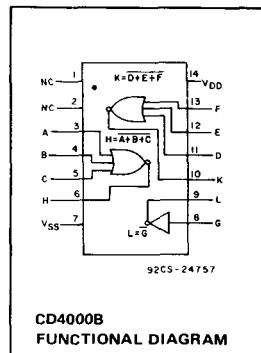 NC 1
NC 2
A 3
B 4
C 5
H 6
VSS 7
K=D+E+F
H=A+B+C
L=G
14 VDD
13 F
12 E
11 D
10 K
9 L
8 G
92CS-24757
CD4000B
FUNCTIONAL DIAGRAM